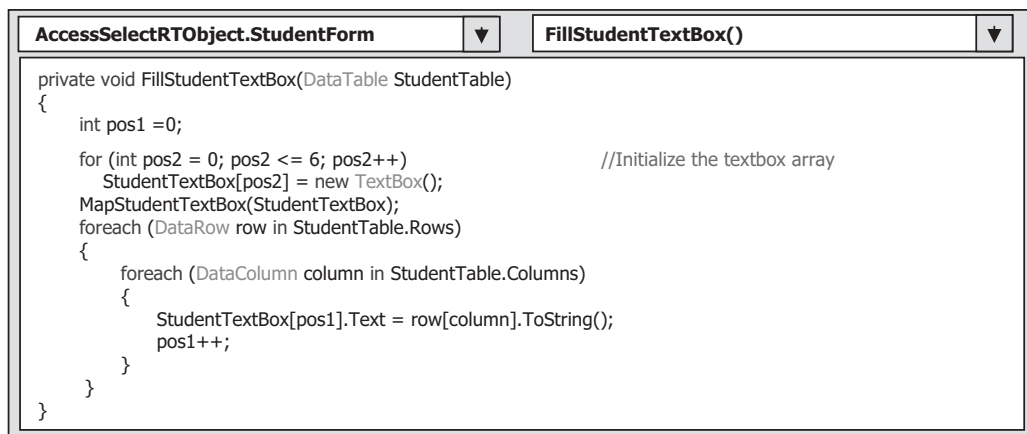 AccessSelectRTObject.StudentForm FillStudentTextBox()
private void FillStudentTextBox(DataTable StudentTable)
{
int pos1 =0;
for (int pos2 = 0; pos2 <= 6; pos2++) //Initialize the textbox array
StudentTextBox[pos2] = new TextBox();
MapStudentTextBox(StudentTextBox);
foreach (DataRow row in StudentTable.Rows)
{
foreach (DataColumn column in StudentTable.Columns)
{
StudentTextBox[pos1].Text = row[column].ToString();
pos1++;
}
}
}